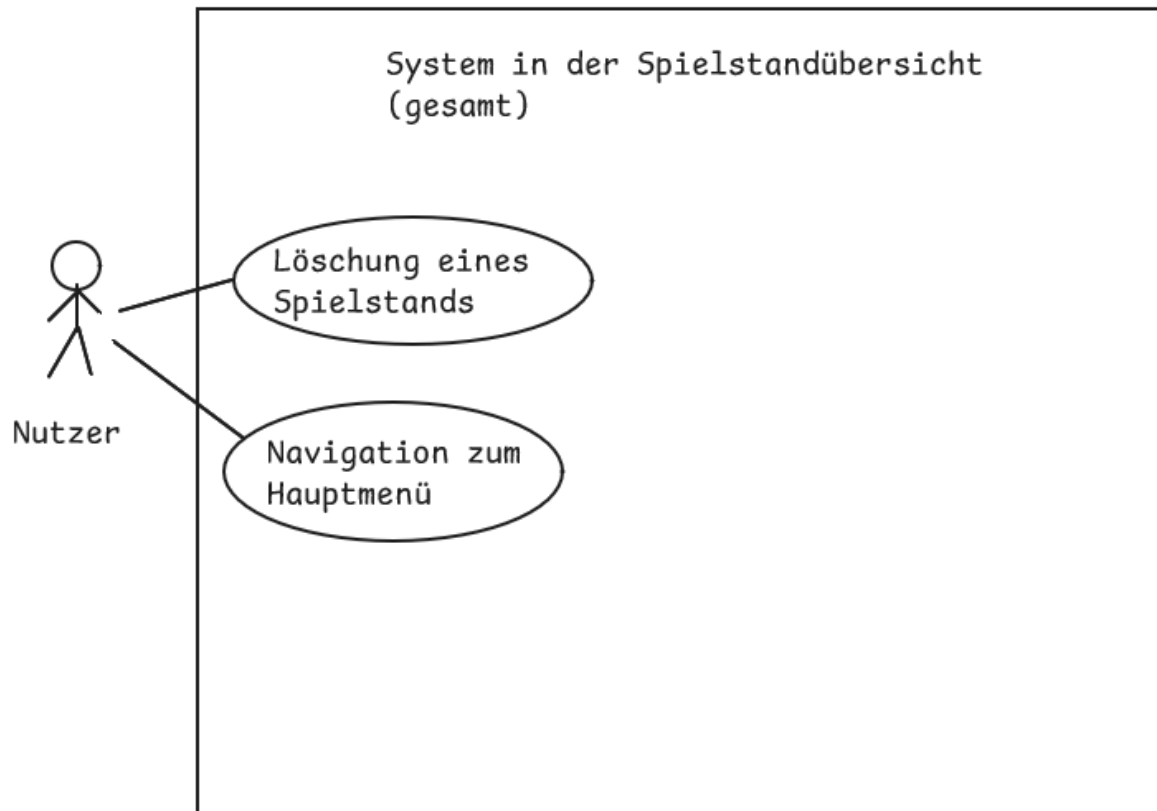 System in der Spielstandübersicht
(gesamt)
Löschung eines
Spielstands
Nutzer
Navigation zum
Hauptmenü